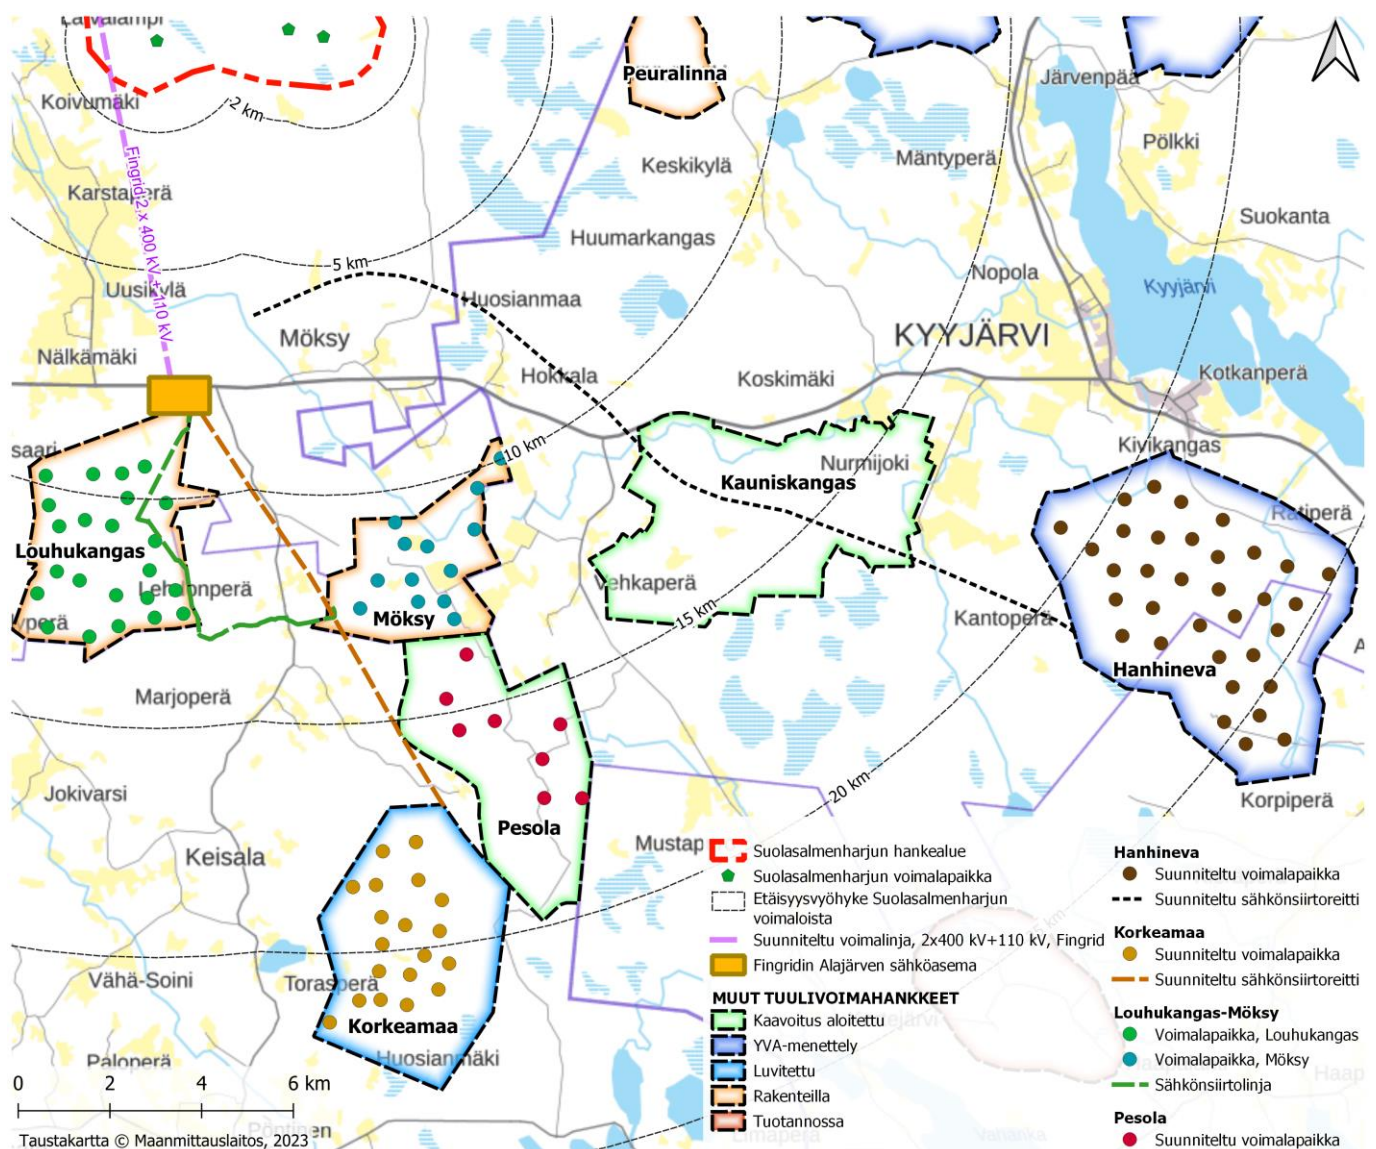 Peuralinna
Järvenpää
Koivumäki
2 km
Pölkki
Mäntyperä
Keskikylä
Fingrid 2 x 400 kV + 110 kV
Karstaperä
Suokanta
Huumarkangas
5 km
Nopola
Uusikylä
Huosianmaa
Kyyjärvi
Möksy
KYYJÄRVI
Nälkämäki
Hokkala
Koskimäki
Kotkanperä
saari
10 km
Kivikangas
Nurmijoki
Kauniskangas
Ratiperä
Louhukangas
Vehkaperä
Lehtonperä
15 km
Möksy
Kantoperä
yperä
Hanhineva
Marjoperä
Jokivarsi
20 km
Korpiperä
Pesola
Mustap
Keisala
Vähä-Soini
Torasperä
Korkeamaa
Huosianmäki
Paloperä
Suolasalmenharjun hankealue
Suolasalmenharjun voimalapaikka
Etäisyysvyöhyke Suolasalmenharjun
voimaloista
Suunniteltu voimalinja, 2x400 kV+110 kV, Fingrid
Fingridin Alajärven sähköasema
MUUT TUULIVOIMAHANKKEET
Kaavoitus aloitettu
YVA-menettely
Luvitettu
Rakenteilla
Tuotannossa
Hanhineva
Suunniteltu voimalapaikka
Suunniteltu sähkönsiirtoreitti
Korkeamaa
Suunniteltu voimalapaikka
Suunniteltu sähkönsiirtoreitti
Louhukangas-Möksy
Voimalapaikka, Louhukangas
Voimalapaikka, Möksy
Sähkönsiirtolinja
Pesola
Suunniteltu voimalapaikka
0 2 4 6 km
Taustakartta © Maanmittauslaitos, 2023